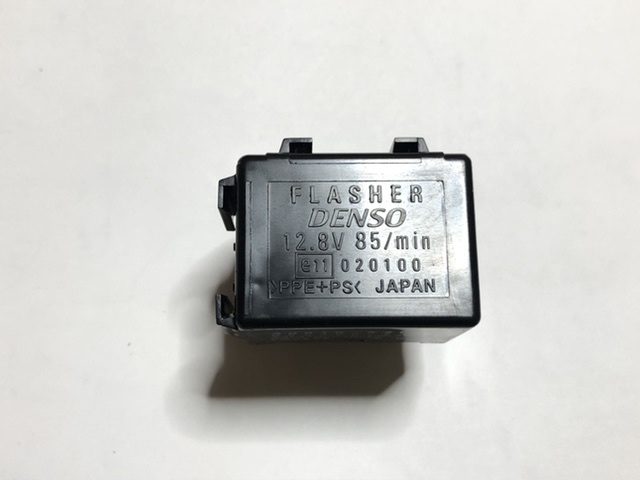 FLASHER
DENSO
12.8V 85/min
e11 020100
>PPE+PS< JAPAN